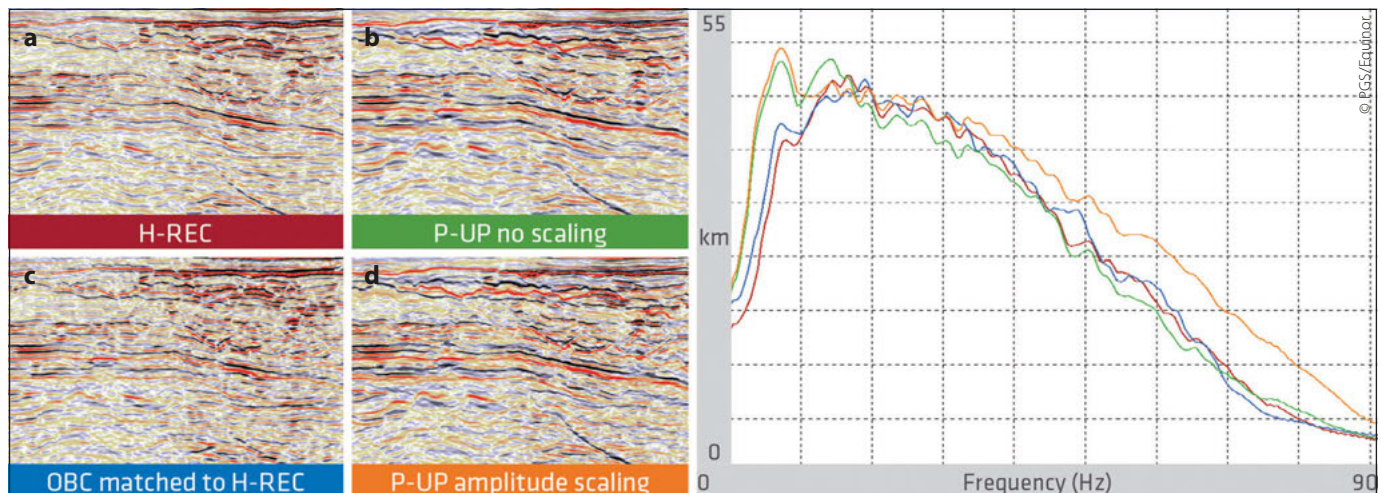 a
H-REC
b
P-UP no scaling
c
OBC matched to H-REC
d
P-UP amplitude scaling
55
km
0
0
Frequency (Hz)
90
© PGS/Equinor